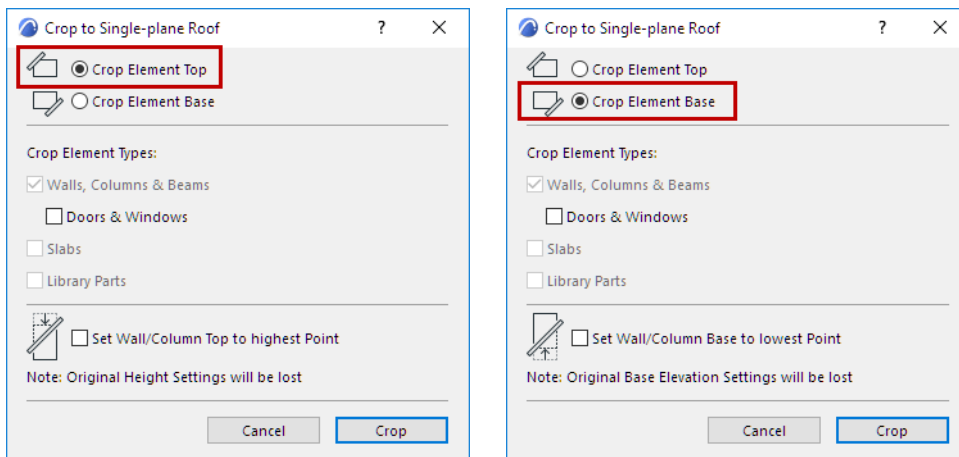 Crop to Single-plane Roof ? ×
Crop Element Top
Crop Element Base
Crop Element Types:
Walls, Columns & Beams
Doors & Windows
Slabs
Library Parts
Set Wall/Column Top to highest Point
Note: Original Height Settings will be lost
Cancel Crop
Crop to Single-plane Roof ? ×
Crop Element Top
Crop Element Base
Crop Element Types:
Walls, Columns & Beams
Doors & Windows
Slabs
Library Parts
Set Wall/Column Base to lowest Point
Note: Original Base Elevation Settings will be lost
Cancel Crop